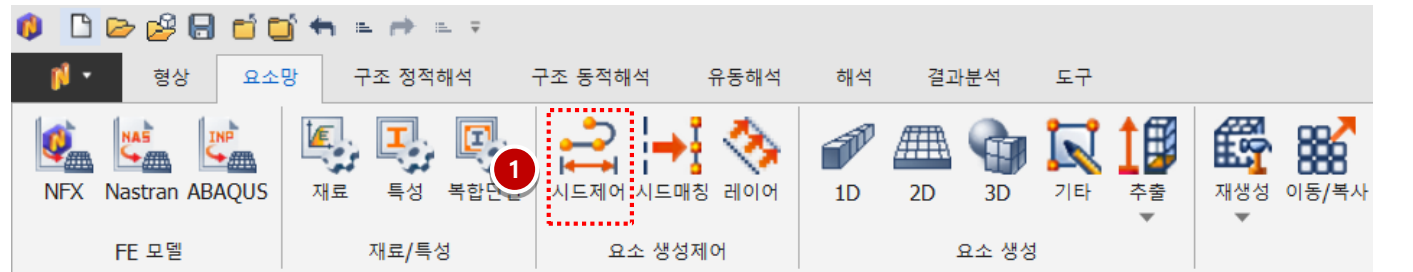 형상 요소망 구조 정적해석 구조 동적해석 유동해석 해석 결과분석 도구
NAS INP
1
NFX Nastran ABAQUS 재료 특성 시드제어 시드매칭 레이어 1D 2D 3D 기타 추출 재생성 이동/복사
FE 모델 재료/특성 요소 생성제어 요소 생성